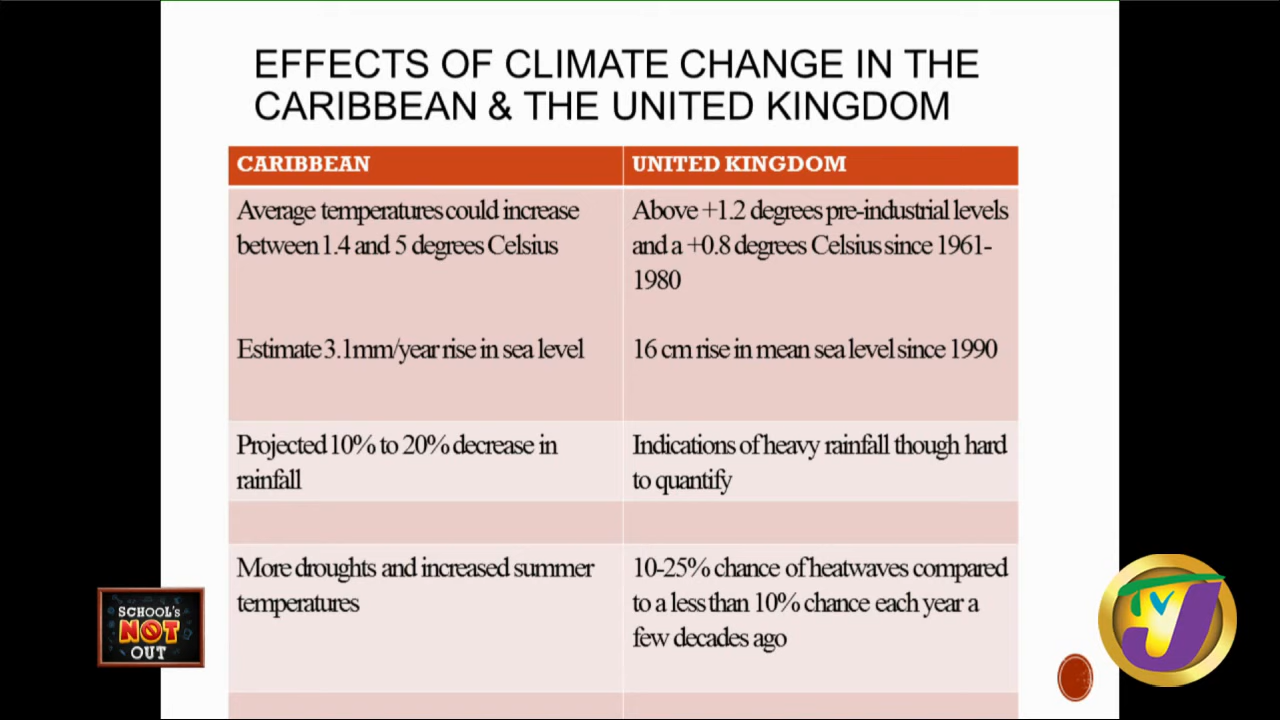 EFFECTS OF CLIMATE CHANGE IN THE
CARIBBEAN & THE UNITED KINGDOM
CARIBBEAN
UNITED KINGDOM
Average temperatures could increase
between 1.4 and 5 degrees Celsius
Above +1.2 degrees pre-industrial levels
and a +0.8 degrees Celsius since 1961-
1980
Estimate 3.1mm/year rise in sea level
16 cm rise in mean sea level since 1990
Projected 10% to 20% decrease in
rainfall
Indications of heavy rainfall though hard
to quantify
More droughts and increased summer
temperatures
10-25% chance of heatwaves compared
to a less than 10% chance each year a
few decades ago
SCHOOL'S
NOT
OUT
TVJ